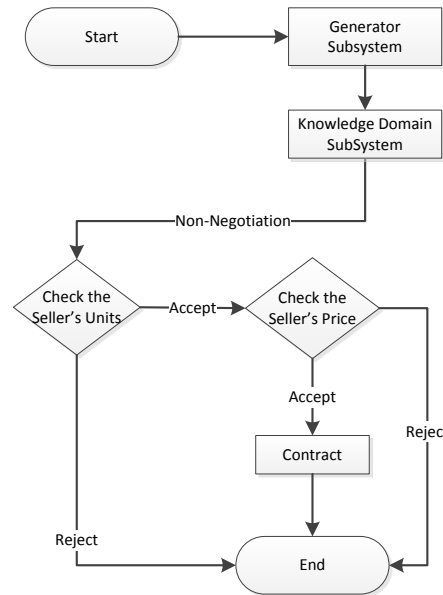 Start
Generator
Subsystem
Knowledge Domain
SubSystem
Non-Negotiation
Check the
Seller's Units
Accept
Check the
Seller's Price
Accept
Rejec
Contract
Reject
End